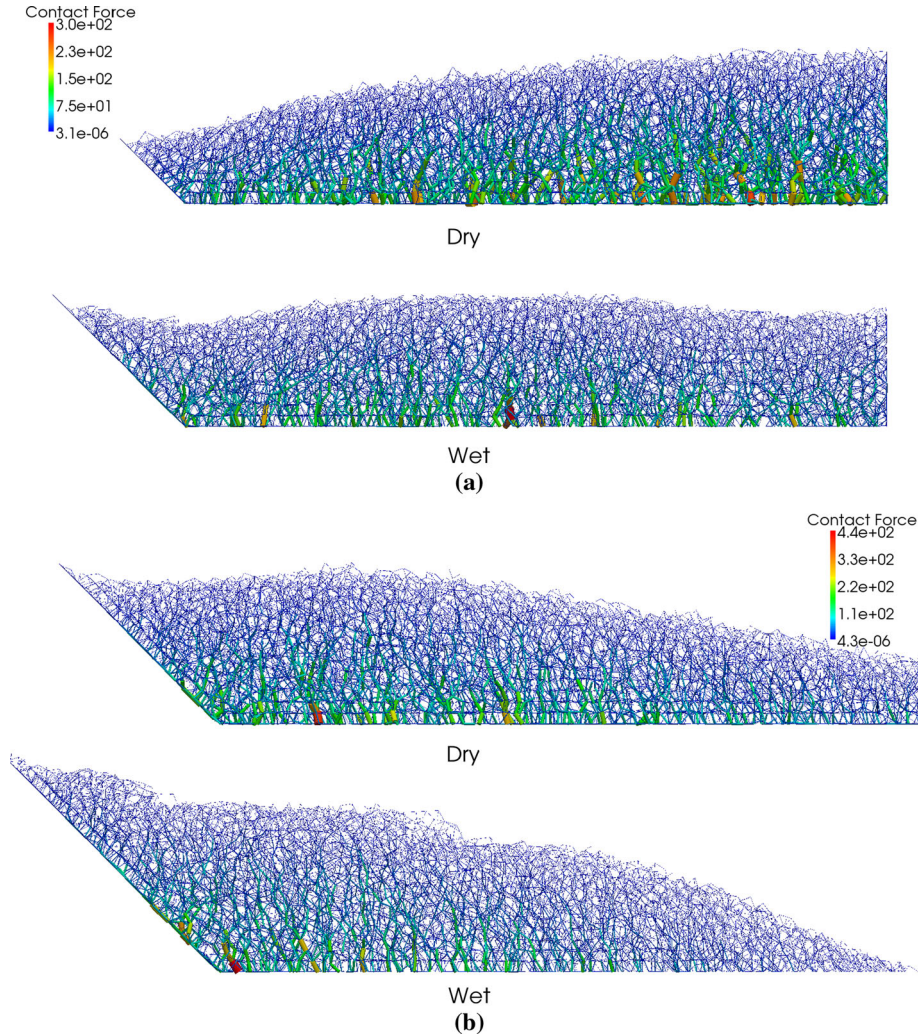 Contact Force
3.0e+02
2.3e+02
1.5e+02
7.5e+01
3.1e-06
Dry
Wet
(a)
Contact Force
4.4e+02
3.3e+02
2.2e+02
1.1e+02
4.3e-06
Dry
Wet
(b)